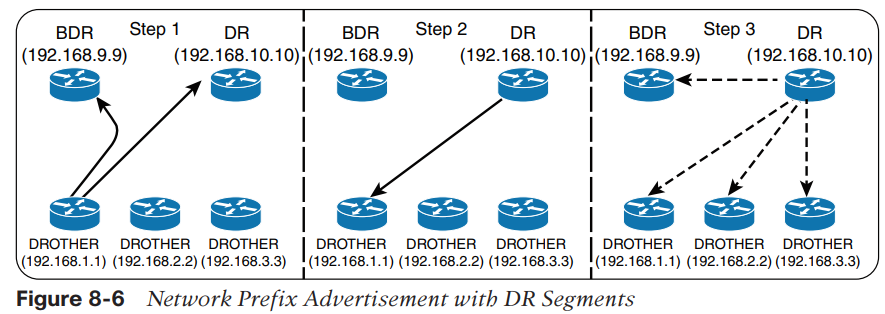 BDR Step 1 DR
(192.168.9.9) (192.168.10.10)
DROTHER DROTHER DROTHER
(192.168.1.1) (192.168.2.2) (192.168.3.3)
BDR Step 2 DR
(192.168.9.9) (192.168.10.10)
DROTHER DROTHER DROTHER
(192.168.1.1) (192.168.2.2) (192.168.3.3)
BDR Step 3 DR
(192.168.9.9) (192.168.10.10)
DROTHER DROTHER DROTHER
(192.168.1.1) (192.168.2.2) (192.168.3.3)
Figure 8-6 Network Prefix Advertisement with DR Segments